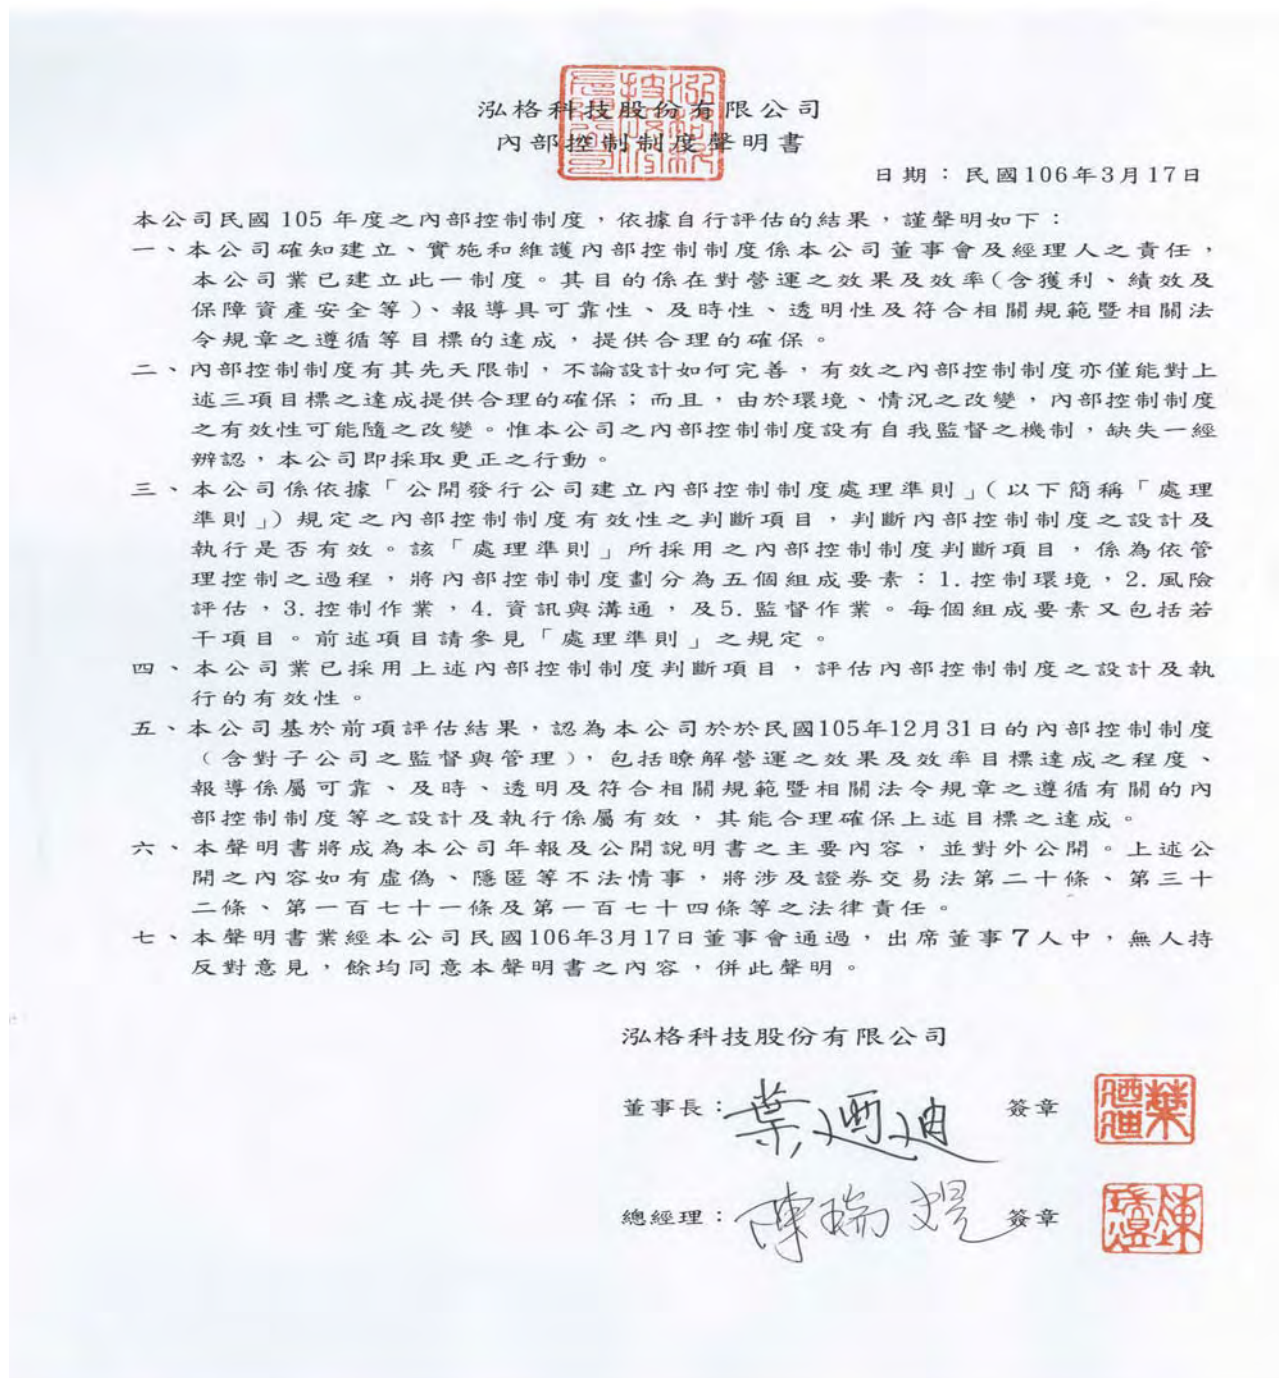 泓格科技股份有限公司
內部控制制度聲明書
日期：民國106年3月17日
本公司民國 105 年度之內部控制制度，依據自行評估的結果，謹聲明如下：
一、本公司確知建立、實施和維護內部控制制度係本公司董事會及經理人之責任，
本公司業已建立此一制度。其目的係在對營運之效果及效率(含獲利、績效及
保障資產安全等)、報導具可靠性、及時性、透明性及符合相關規範暨相關法
令規章之遵循等目標的達成，提供合理的確保。
二、內部控制制度有其先天限制，不論設計如何完善，有效之內部控制制度亦僅能對上
述三項目標之達成提供合理的確保；而且，由於環境、情況之改變，內部控制制度
之有效性可能隨之改變。惟本公司之內部控制制度設有自我監督之機制，缺失一經
辨認，本公司即採取更正之行動。
三、本公司係依據「公開發行公司建立內部控制制度處理準則」(以下簡稱「處理
準則」）規定之內部控制制度有效性之判斷項目，判斷內部控制制度之設計及
執行是否有效。該「處理準則」所採用之內部控制制度判斷項目，係為依管
理控制之過程，將內部控制制度劃分為五個組成要素：1.控制環境，2.風險
評估，3.控制作業，4.資訊與溝通，及5.監督作業。每個組成要素又包括若
干項目。前述項目請參見「處理準則」之規定。
四、本公司業已採用上述內部控制制度判斷項目，評估內部控制制度之設計及執
行的有效性。
五、本公司基於前項評估結果，認為本公司於於民國105年12月31日的內部控制制度
（含對子公司之監督與管理），包括瞭解營運之效果及效率目標達成之程度、
報導係屬可靠、及時、透明及符合相關規範暨相關法令規章之遵循有關的內
部控制制度等之設計及執行係屬有效，其能合理確保上述目標之達成。
六、本聲明書將成為本公司年報及公開說明書之主要內容，並對外公開。上述公
開之內容如有虛偽、隱匿等不法情事，將涉及證券交易法第二十條、第三十
二條、第一百七十一條及第一百七十四條等之法律責任。
七、本聲明書業經本公司民國106年3月17日董事會通過，出席董事7人中，無人持
反對意見，餘均同意本聲明書之內容，併此聲明。
泓格科技股份有限公司
董事長：葉迺迪 簽章
總經理：陳瑞煜 簽章